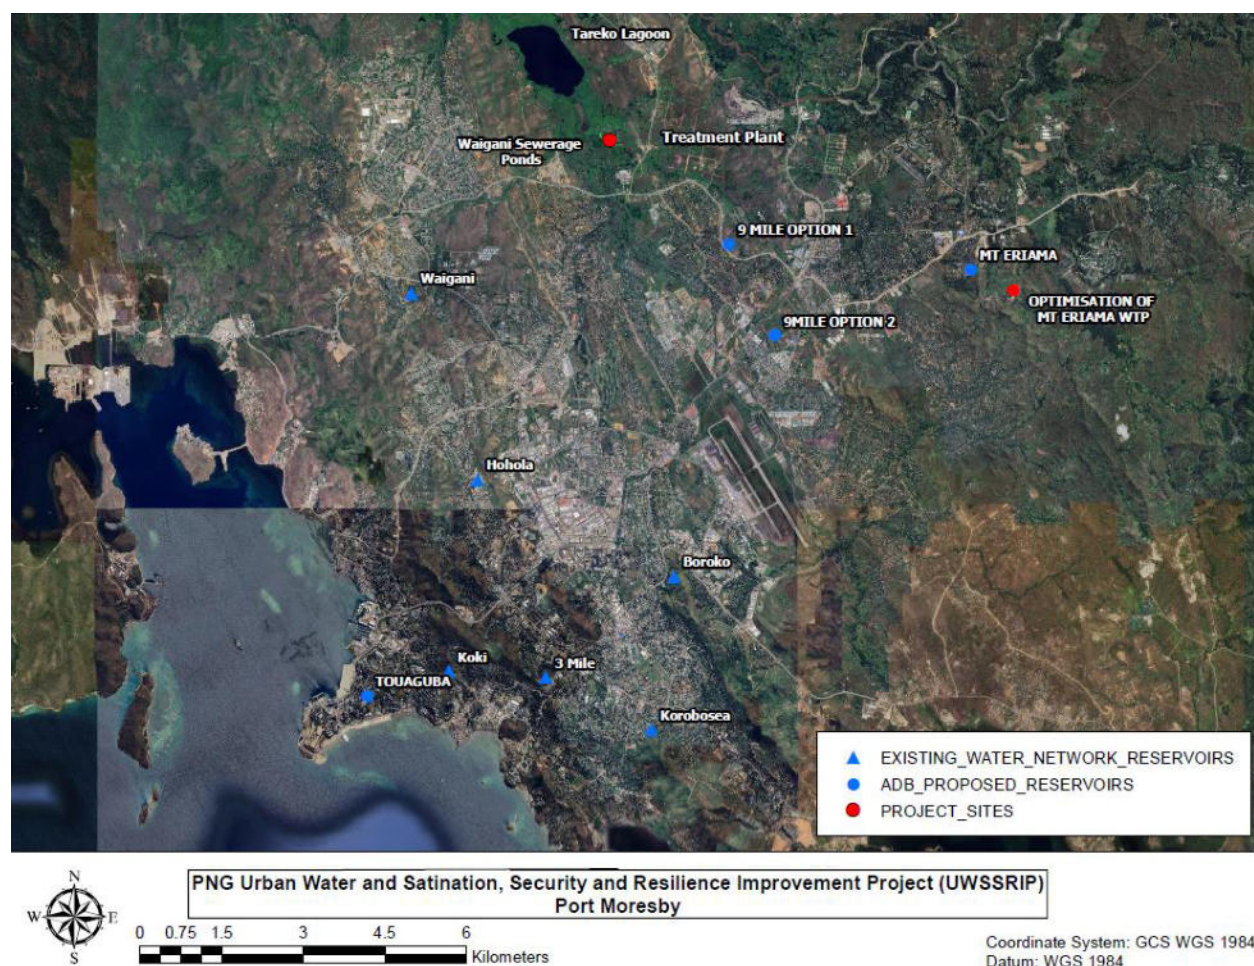 Tareko Lagoon
Waigani Sewerage
Ponds
Treatment Plant
9 MILE OPTION 1
MT ERIAMA
Waigani
OPTIMISATION OF
MT ERIAMA WTP
9MILE OPTION 2
Hohola
Boroko
Koki
3 Mile
TOUAGUBA
Korobosea
EXISTING_WATER_NETWORK_RESERVOIRS
ADB_PROPOSED_RESERVOIRS
PROJECT_SITES
PNG Urban Water and Satination, Security and Resilience Improvement Project (UWSSRIP)
Port Moresby
N
W E
S
0 0.75 1.5 3 4.5 6
Kilometers
Coordinate System: GCS WGS 1984
Datum: WGS 1984